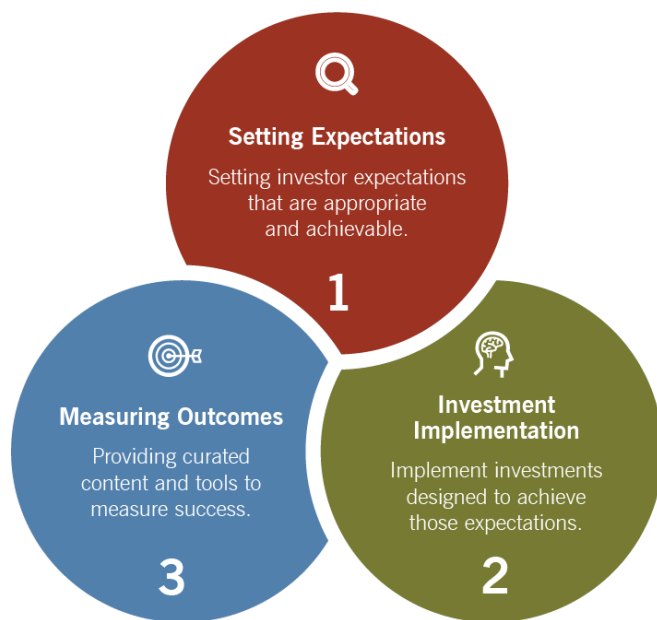 Setting Expectations
Setting investor expectations
that are appropriate
and achievable.
1
Investment
Implementation
Implement investments
designed to achieve
those expectations.
2
Measuring Outcomes
Providing curated
content and tools to
measure success.
3